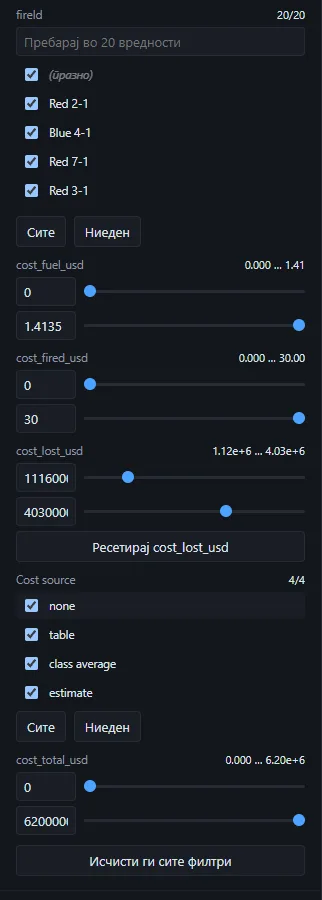 fireId 20/20
Пребарај во 20 вредности
(празно)
Red 2-1
Blue 4-1
Red 7-1
Red 3-1
Сите Ниеден
cost_fuel_usd 0.000 ... 1.41
0
1.4135
cost_fired_usd 0.000 ... 30.00
0
30
cost_lost_usd 1.12e+6 ... 4.03e+6
1116000
4030000
Ресетирај cost_lost_usd
Cost source 4/4
none
table
class average
estimate
Сите Ниеден
cost_total_usd 0.000 ... 6.20e+6
0
6200000
Исчисти ги сите филтри